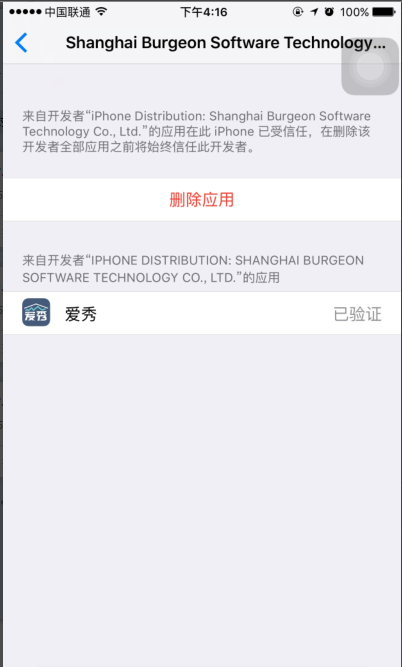 中国联通 下午4:16 100%
Shanghai Burgeon Software Technology...
来自开发者“iPhone Distribution: Shanghai Burgeon Software
Technology Co., Ltd.”的应用在此 iPhone 已受信任，在删除该
开发者全部应用之前将始终信任此开发者。
删除应用
来自开发者“IPHONE DISTRIBUTION: SHANGHAI BURGEON
SOFTWARE TECHNOLOGY CO., LTD.”的应用
爱秀 爱秀 已验证